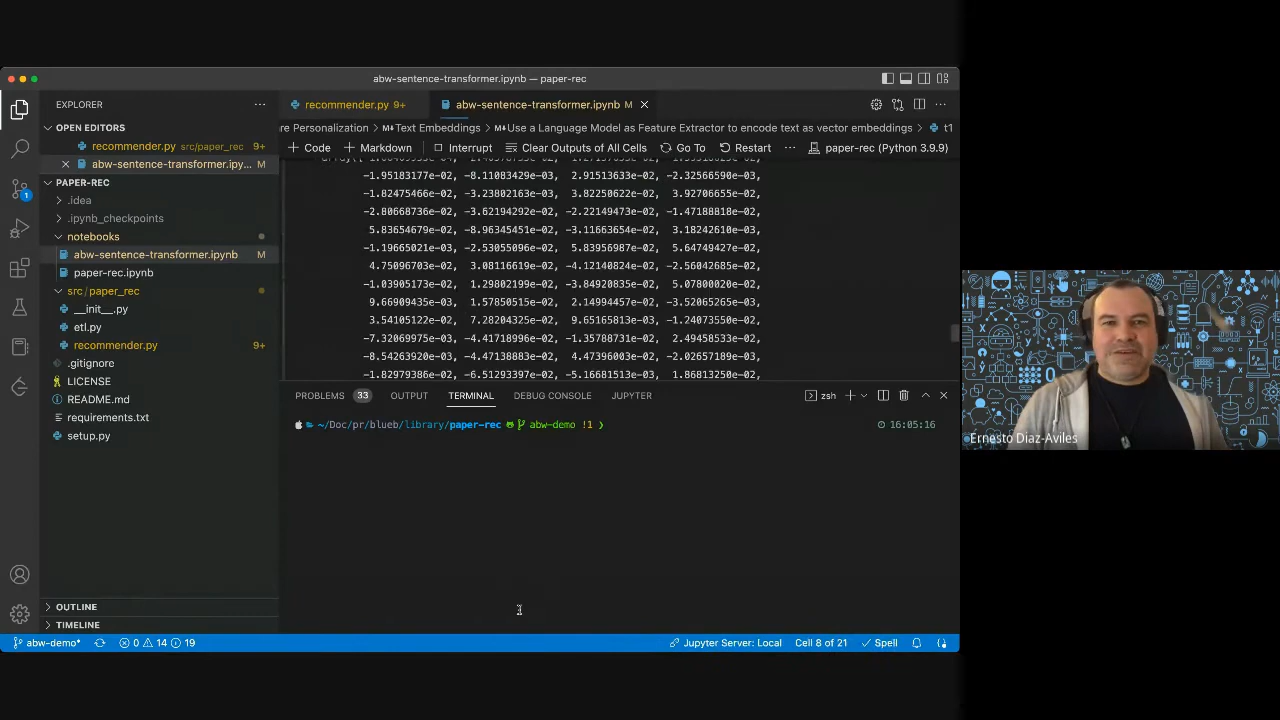 abw-sentence-transformer.ipynb — paper-rec
EXPLORER
OPEN EDITORS
recommender.py src/paper_rec 9+
abw-sentence-transformer.ipy... M
PAPER-REC
.idea
.ipynb_checkpoints
notebooks
abw-sentence-transformer.ipynb M
paper-rec.ipynb
src/paper_rec
__init__.py
etl.py
recommender.py 9+
.gitignore
LICENSE
README.md
requirements.txt
setup.py
OUTLINE
TIMELINE
recommender.py 9+ abw-sentence-transformer.ipynb M
re Personalization > Text Embeddings > Use a Language Model as Feature Extractor to encode text as vector embeddings > t1
Code Markdown Interrupt Clear Outputs of All Cells Go To Restart ... paper-rec (Python 3.9.9)
-1.95183177e-02, -8.11083429e-03, 2.91513633e-02, -2.32566590e-03,
-1.82475466e-02, -3.23802163e-03, 3.82250622e-02, 3.92706655e-02,
-2.80668736e-02, -3.62194292e-02, -2.22149473e-02, -1.47188818e-02,
5.83654679e-02, -8.96345451e-02, -3.11663654e-02, 3.18242610e-03,
-1.19665021e-03, -2.53055096e-02, 5.83956987e-02, 5.64749427e-02,
4.75096703e-02, 3.08116619e-02, -4.12140824e-02, -2.56042685e-02,
-1.03905173e-02, 1.29802199e-02, -3.84920835e-02, 5.07800020e-02,
9.66909435e-03, 1.57850515e-02, 2.14994457e-02, -3.52065265e-03,
3.54105122e-02, 7.28204325e-02, 9.65165813e-03, -1.24073550e-02,
-7.32069975e-03, -4.41718996e-02, -1.35788731e-02, 2.49458533e-02,
-8.54263920e-03, -4.47138883e-02, 4.47396003e-02, -2.02657189e-03,
-1.82979386e-02, -6.51293397e-02, -5.16681513e-03, 1.86813250e-02,
PROBLEMS 33 OUTPUT TERMINAL DEBUG CONSOLE JUPYTER zsh
~/Doc/pr/blueb/library/paper-rec abw-demo !1 ❯ 16:05:16
abw-demo* 0 14 19 Jupyter Server: Local Cell 8 of 21 Spell
1
Ernesto Diaz-Aviles